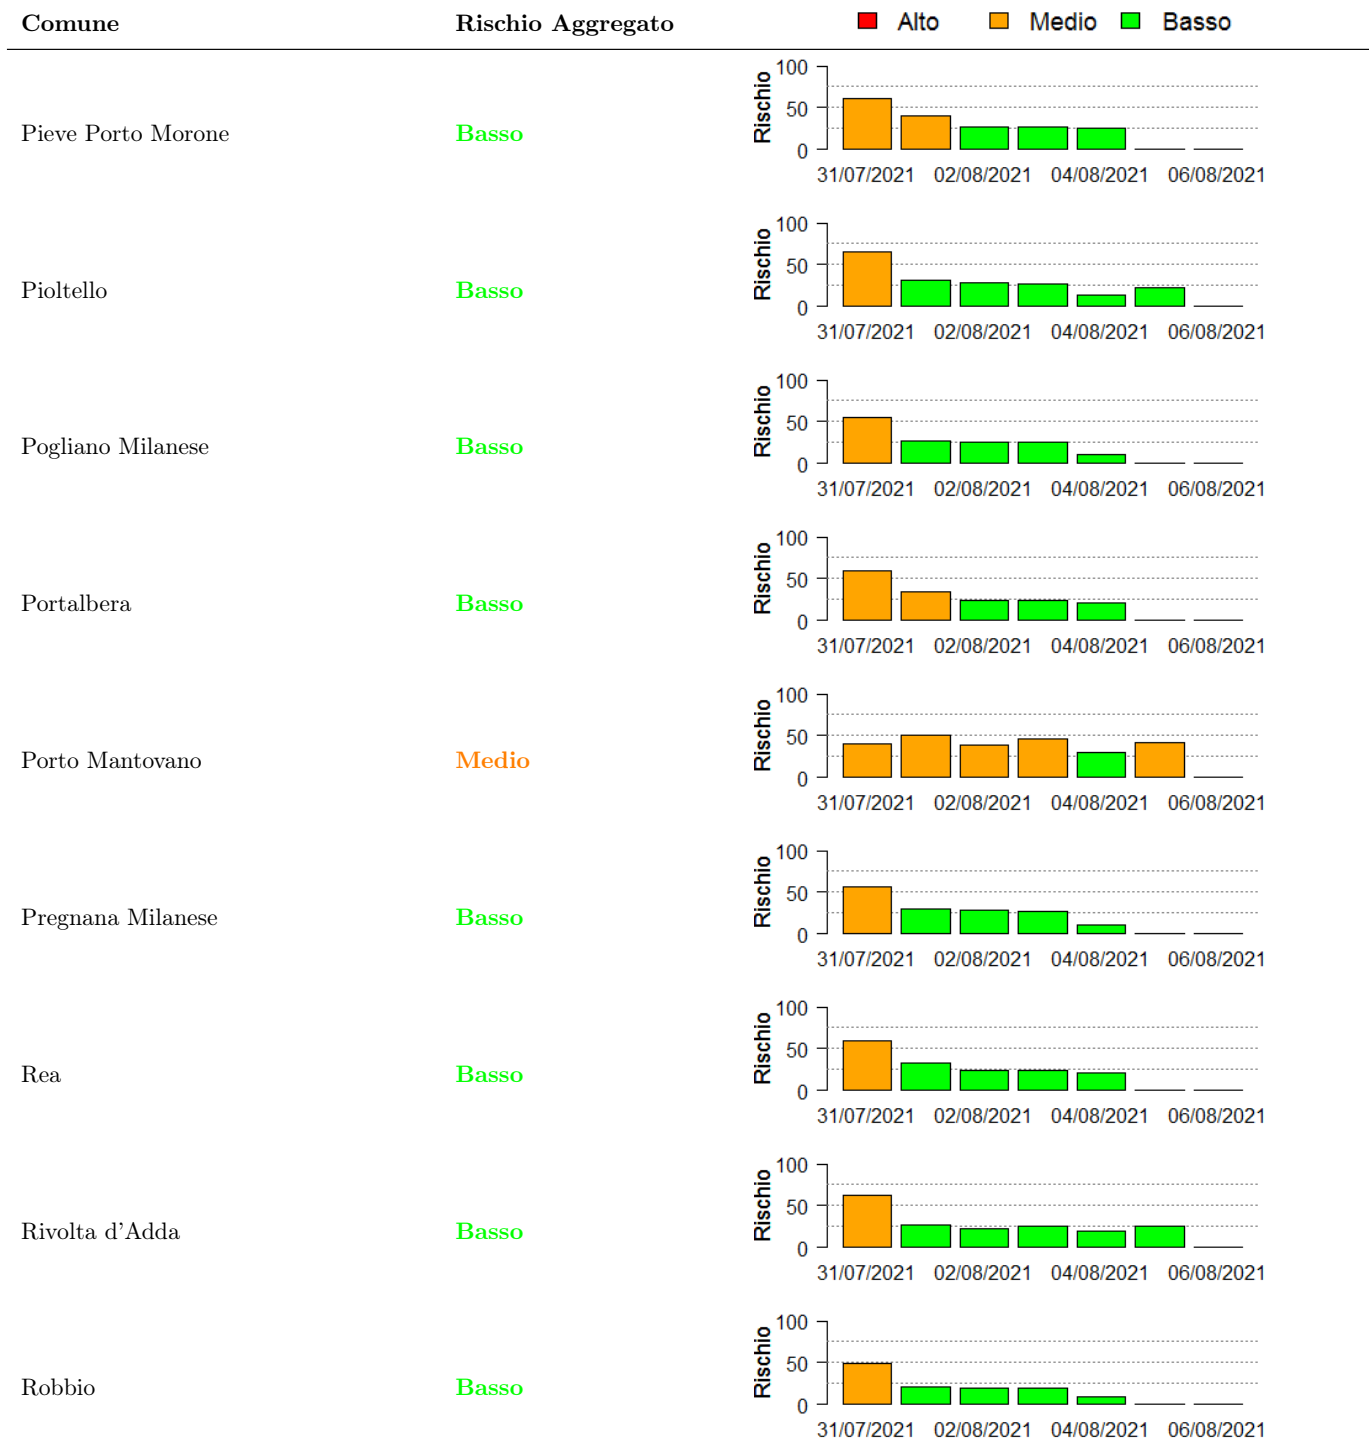 Comune Rischio Aggregato Alto Medio Basso
100
50
0
Rischio
Pieve Porto Morone Basso
31/07/2021 02/08/2021 04/08/2021 06/08/2021
100
50
0
Rischio
Pioltello Basso
31/07/2021 02/08/2021 04/08/2021 06/08/2021
100
50
0
Rischio
Pogliano Milanese Basso
31/07/2021 02/08/2021 04/08/2021 06/08/2021
100
50
0
Rischio
Portalbera Basso
31/07/2021 02/08/2021 04/08/2021 06/08/2021
100
50
0
Rischio
Porto Mantovano Medio
31/07/2021 02/08/2021 04/08/2021 06/08/2021
100
50
0
Rischio
Pregnana Milanese Basso
31/07/2021 02/08/2021 04/08/2021 06/08/2021
100
50
0
Rischio
Rea Basso
31/07/2021 02/08/2021 04/08/2021 06/08/2021
100
50
0
Rischio
Rivolta d'Adda Basso
31/07/2021 02/08/2021 04/08/2021 06/08/2021
100
50
0
Rischio
Robbio Basso
31/07/2021 02/08/2021 04/08/2021 06/08/2021